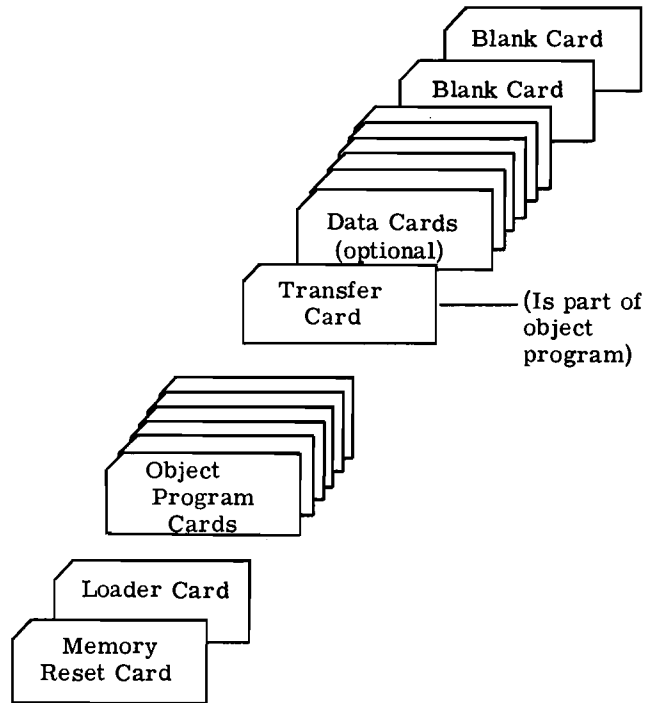 Blank Card
Blank Card
Data Cards
(optional)
Transfer
Card
(Is part of
object
program)
Object
Program
Cards
Loader Card
Memory
Reset Card